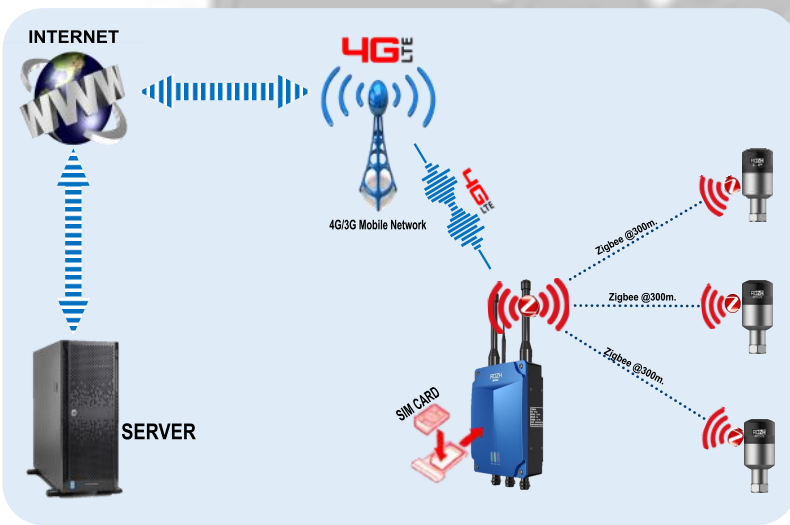 INTERNET
WWW
4G LTE
4G/3G Mobile Network
4G LTE
Zigbee @300m.
Zigbee @300m.
Zigbee @300m.
SIM CARD
SERVER